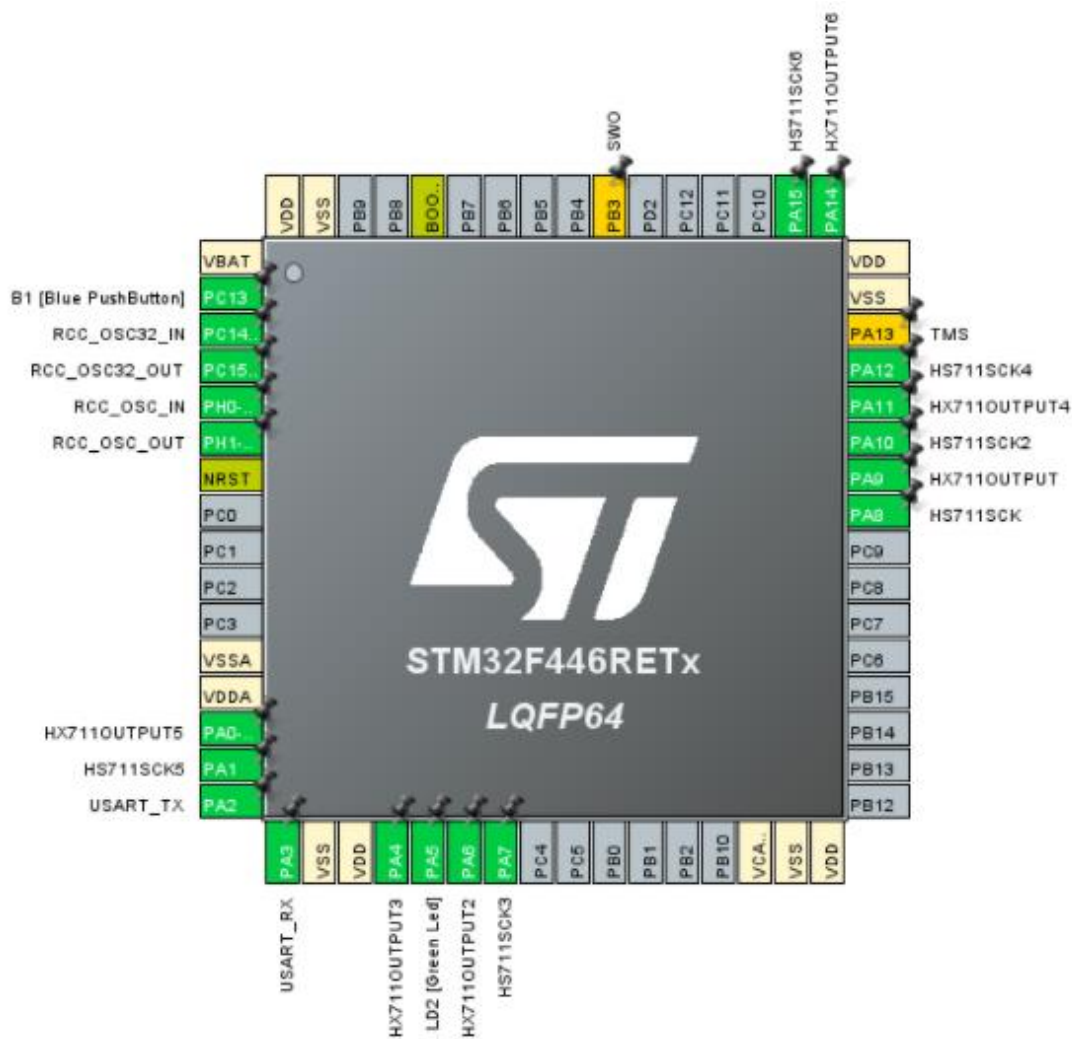 HS711SCK6
HX711OUTPUT6
SWO
VDD
VSS
PB9
PB8
BOO..
PB7
PB6
PB5
PB4
PB3
PD2
PC12
PC11
PC10
PA15
PA14
VBAT
B1 [Blue PushButton] PC13
RCC_OSC32_IN PC14..
RCC_OSC32_OUT PC15..
RCC_OSC_IN PH0-..
RCC_OSC_OUT PH1-..
NRST
PC0
PC1
PC2
PC3
VSSA
VDDA
HX711OUTPUT5 PA0-..
HS711SCK5 PA1
USART_TX PA2
VDD
VSS
PA13 TMS
PA12 HS711SCK4
PA11 HX711OUTPUT4
PA10 HS711SCK2
PA9 HX711OUTPUT
PA8 HS711SCK
PC9
PC8
PC7
PC6
PB15
PB14
PB13
PB12
ST
STM32F446RETx
LQFP64
PA3
VSS
VDD
PA4
PA5
PA6
PA7
PC4
PC5
PB0
PB1
PB2
PB10
VCA..
VSS
VDD
USART_RX
HX711OUTPUT3
LD2 [Green Led]
HX711OUTPUT2
HS711SCK3